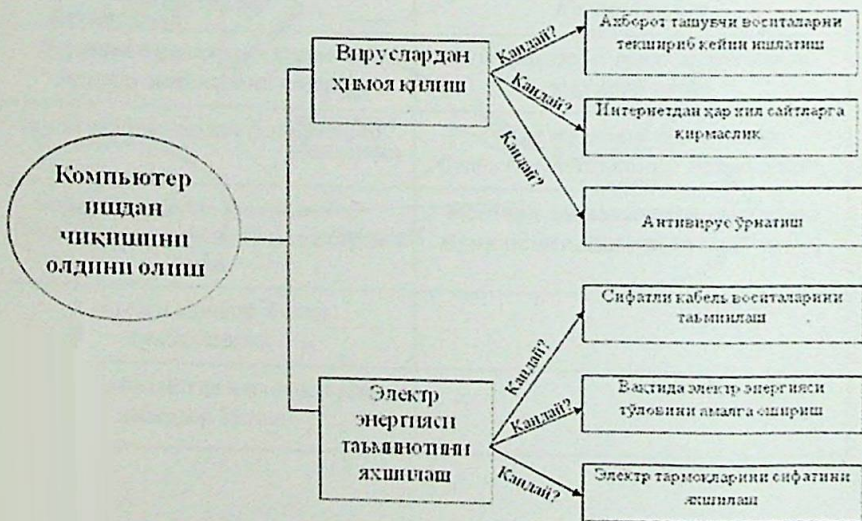 Компьютер
ишдан
чиқишини
олдини олиш
Вируслардан
ҳимоя қилиш
Қандай?
Қандай?
Қандай?
Ахборот ташувчи воситаларни
текшириб кейин ишлатиш
Интернетдан ҳар хил сайтларга
кирмаслик
Антивирус ўрнатиш
Электр
энергияси
таъминотини
яхшилаш
Қандай?
Қандай?
Қандай?
Сифатли кабель воситаларини
таъминлаш
Вақтида электр энергияси
тўловини амалга ошириш
Электр тармоқларини сифатини
яхшилаш